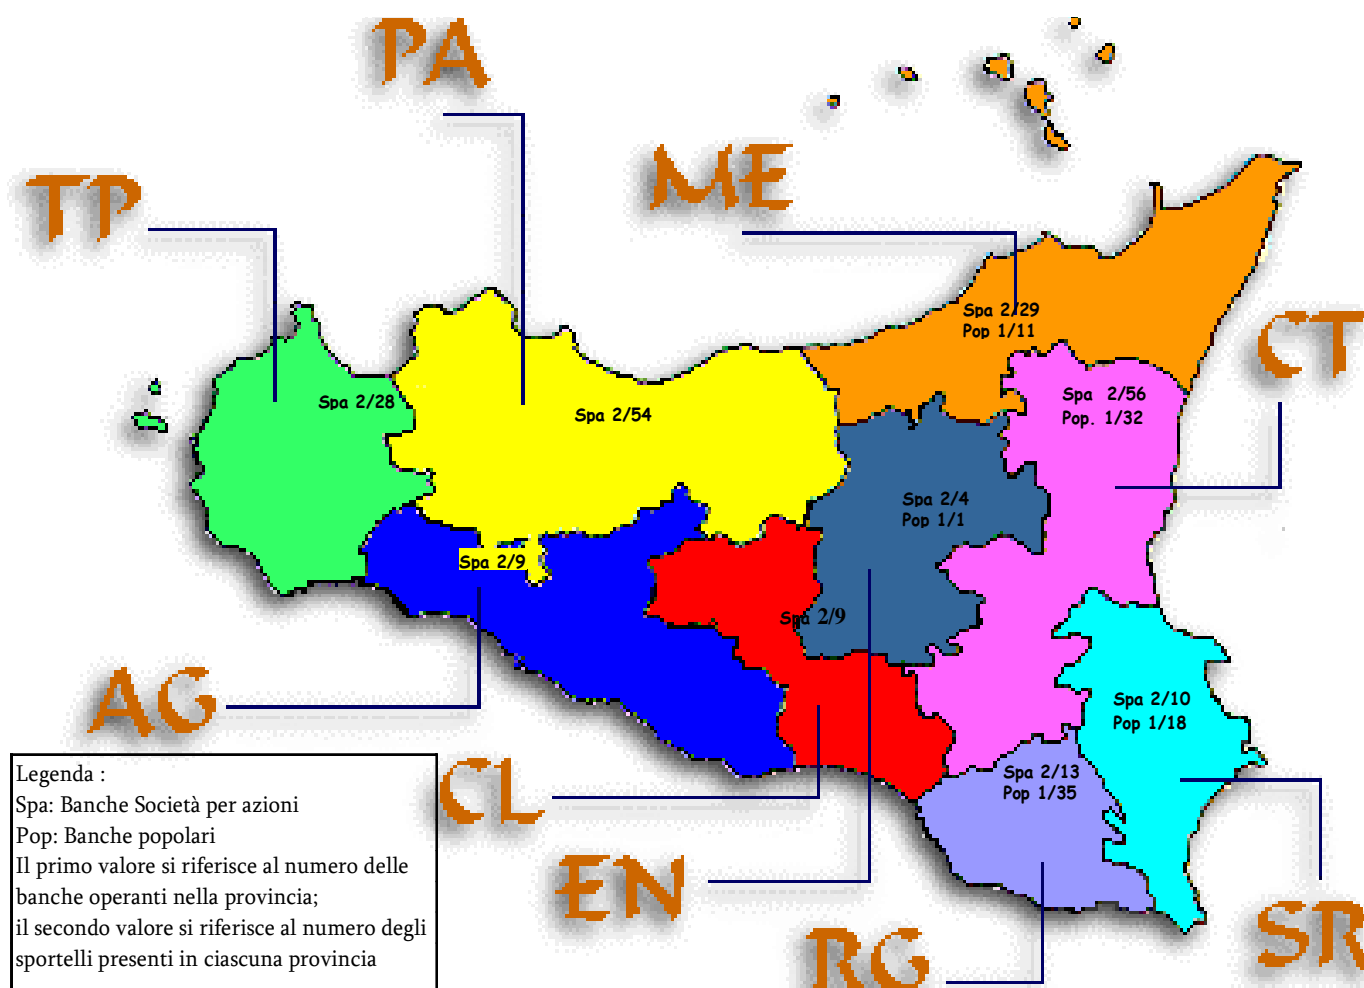 PA
ME
TP
CT
Spa 2/29
Pop 1/11
Spa 2/28
Spa 2/54
Spa 2/56
Pop. 1/32
Spa 2/4
Pop 1/1
Spa 2/9
Spa 2/9
AG
Spa 2/10
Pop 1/18
Spa 2/13
Pop 1/35
CL
EN
RG
SR
Legenda :
Spa: Banche Società per azioni
Pop: Banche popolari
Il primo valore si riferisce al numero delle
banche operanti nella provincia;
il secondo valore si riferisce al numero degli
sportelli presenti in ciascuna provincia